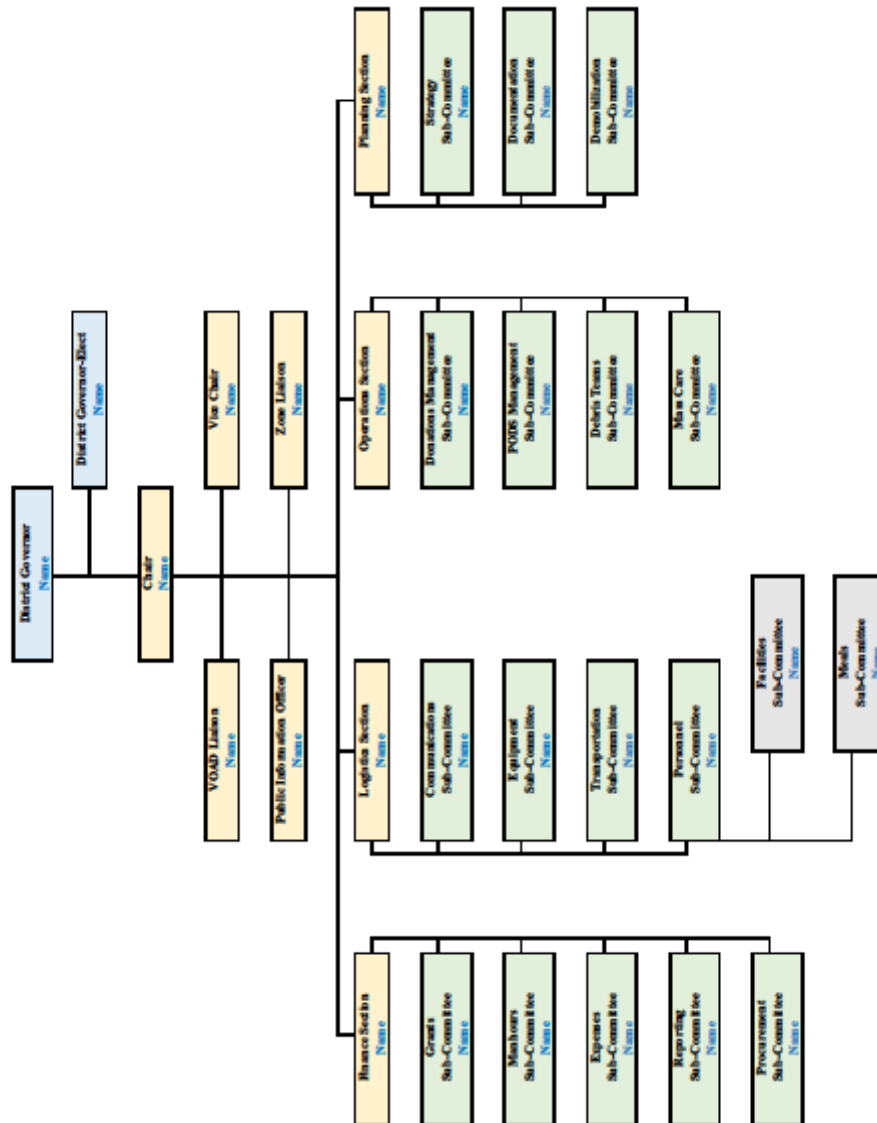 District Governor
Name
District Governor-Elect
Name
Chair
Name
VOAD Liaison
Name
Vice Chair
Name
Public Information Officer
Name
Zone Liaison
Name
Finance Section
Name
Grants
Sub-Committee
Name
Manhours
Sub-Committee
Name
Expenses
Sub-Committee
Name
Reporting
Sub-Committee
Name
Procurement
Sub-Committee
Name
Logistics Section
Name
Communications
Sub-Committee
Name
Equipment
Sub-Committee
Name
Transportation
Sub-Committee
Name
Personnel
Sub-Committee
Name
Facilities
Sub-Committee
Name
Meals
Sub-Committee
Name
Operations Section
Name
Donations Management
Sub-Committee
Name
PODS Management
Sub-Committee
Name
Debris Teams
Sub-Committee
Name
Mass Care
Sub-Committee
Name
Planning Section
Name
Strategy
Sub-Committee
Name
Documentation
Sub-Committee
Name
Demobilization
Sub-Committee
Name